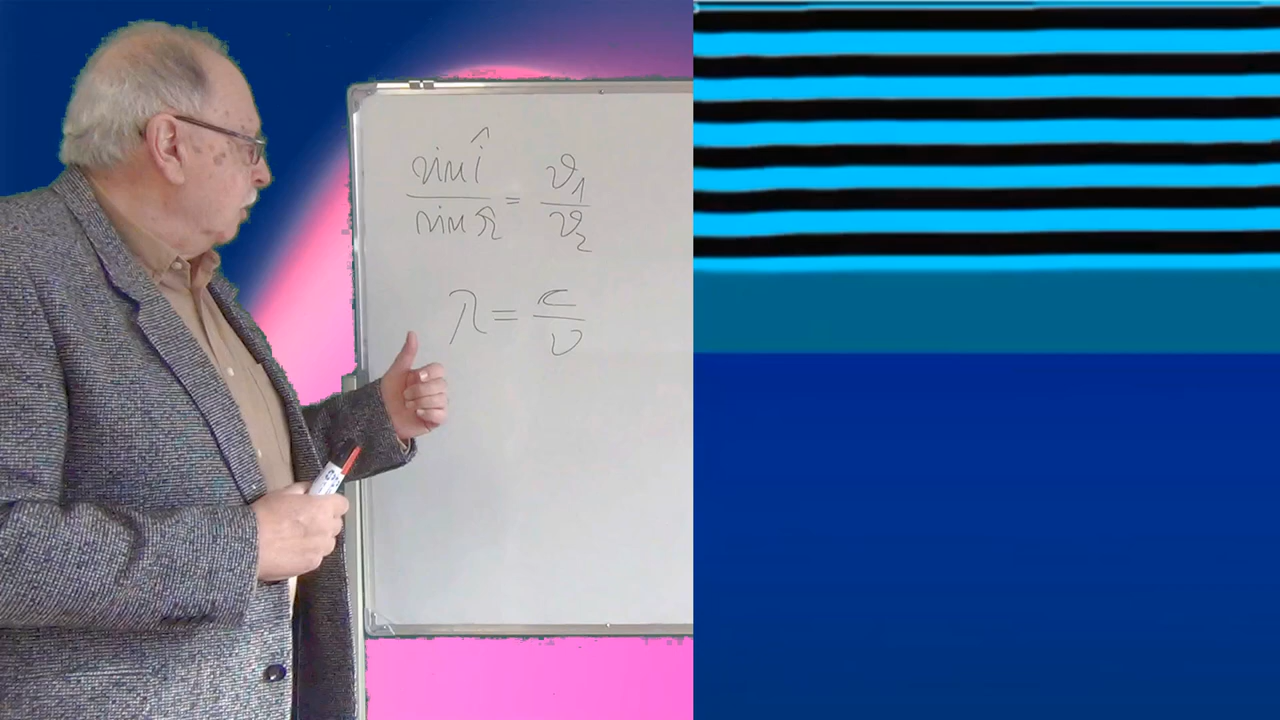 sin î / sin r = v₁ / v₂
n = c / v